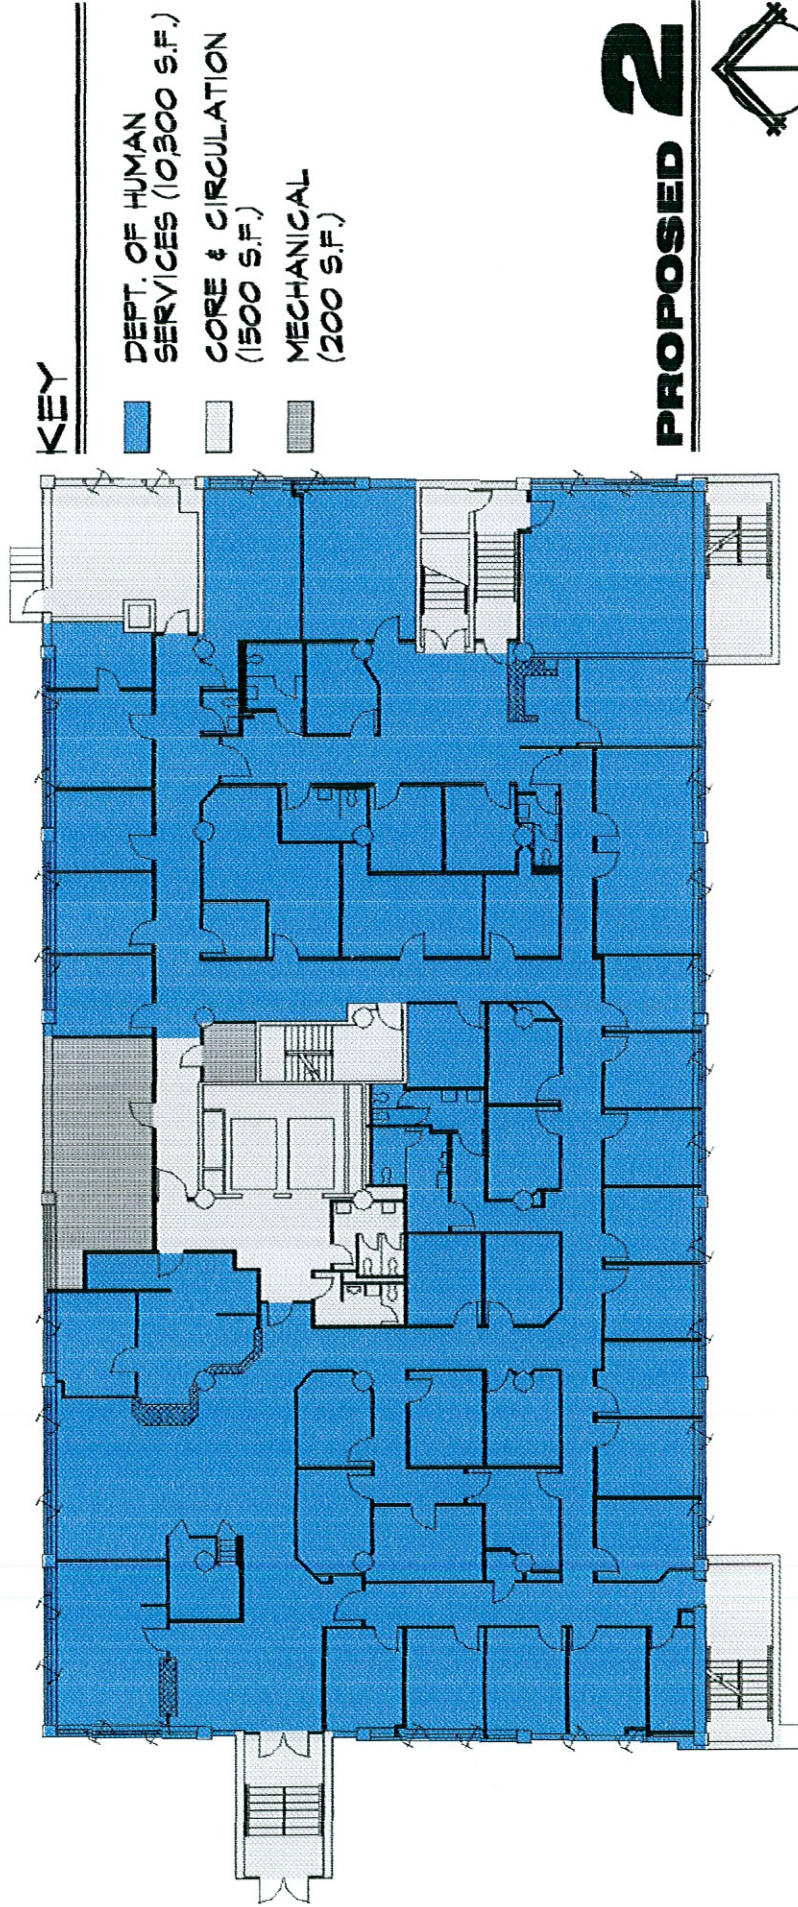 KEY
DEPT. OF HUMAN
SERVICES (10,300 S.F.)
CORE & CIRCULATION
(1500 S.F.)
MECHANICAL
(200 S.F.)
PROPOSED 2